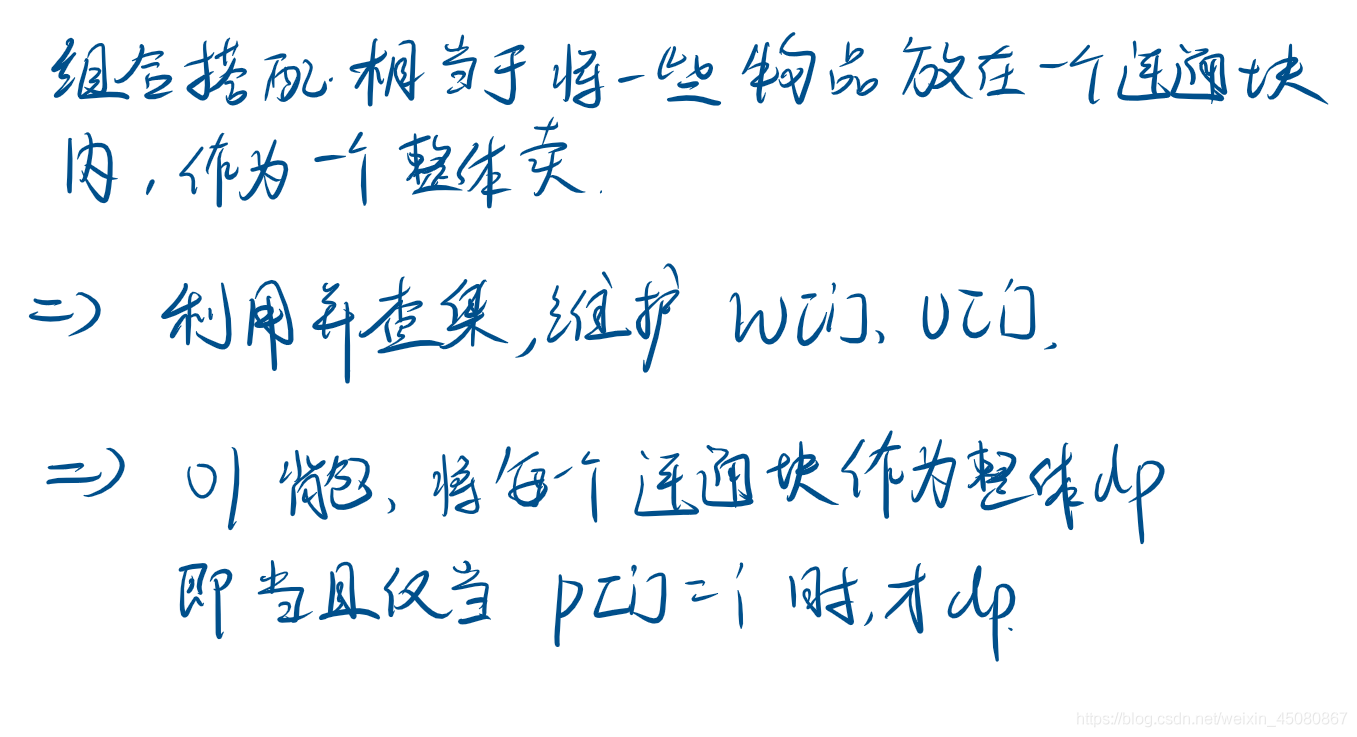 组合搭配.相当于将一些物品放在一个连通块
内,作为一个整体卖.
=> 利用并查集,维护 w[i]、v[i].
=> 01背包、将每个连通块作为整体dp
即当且仅当 p[i]=i 时,才dp.
https://blog.csdn.net/weixin_45080867